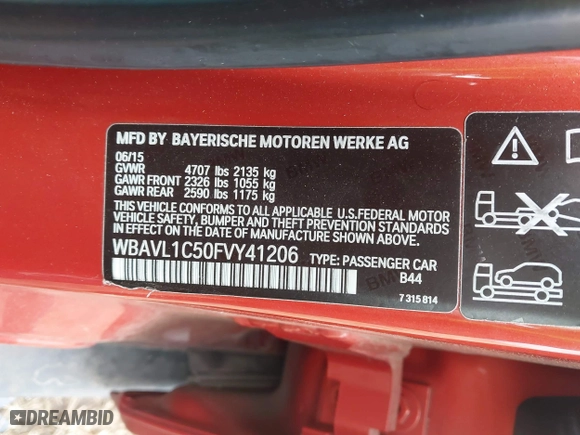 MFD BY BAYERISCHE MOTOREN WERKE AG
06/15
GVWR 4707 lbs 2135 kg
GAWR FRONT 2326 lbs 1055 kg
GAWR REAR 2590 lbs 1175 kg
THIS VEHICLE CONFORMS TO ALL APPLICABLE U.S.FEDERAL MOTOR
VEHICLE SAFETY, BUMPER AND THEFT PREVENTION STANDARDS
IN EFFECT ON THE DATE OF MANUFACTURE SHOWN ABOVE.
WBAVL1C50FVY41206 TYPE: PASSENGER CAR
B44
7 315 814
DREAMBID